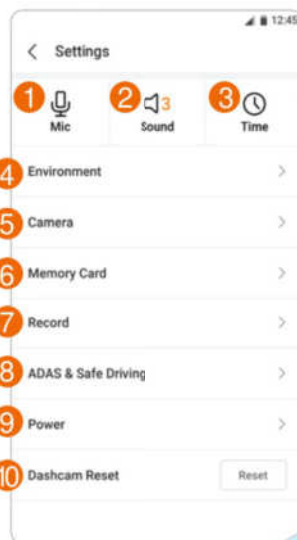 12:45
Settings
1 2 3 3
Mic Sound Time
4 Environment
5 Camera
6 Memory Card
7 Record
8 ADAS & Safe Driving
9 Power
10 Dashcam Reset Reset